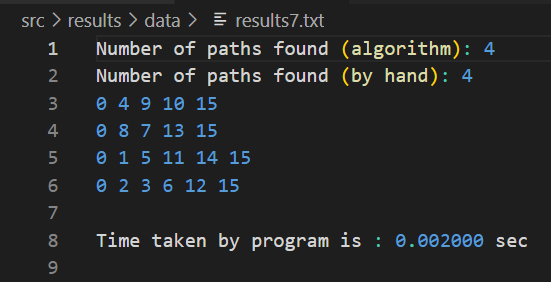 src > results > data > results7.txt
1 Number of paths found (algorithm): 4
2 Number of paths found (by hand): 4
3 0 4 9 10 15
4 0 8 7 13 15
5 0 1 5 11 14 15
6 0 2 3 6 12 15
7
8 Time taken by program is : 0.002000 sec
9